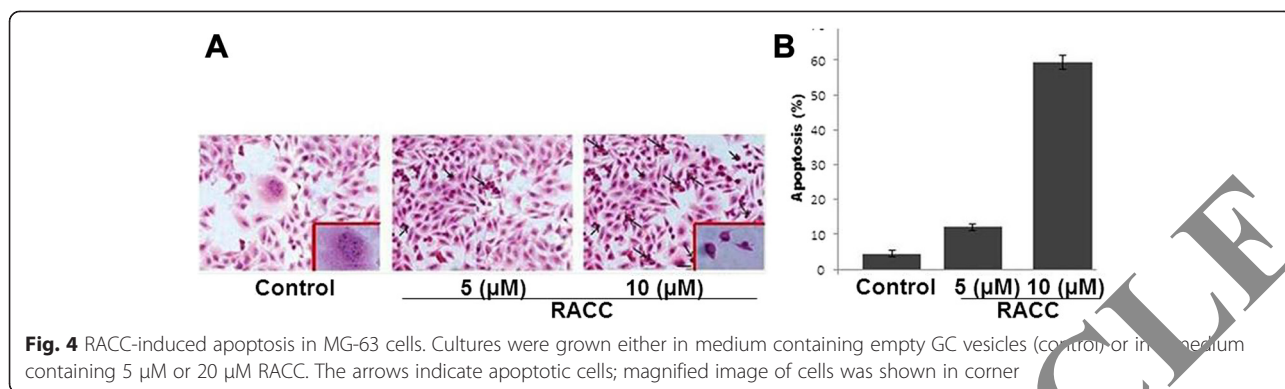 A
B
Apoptosis (%)
60
50
40
30
20
10
0
Control
5 (µM)
10 (µM)
RACC
Control
5 (µM)
10 (µM)
RACC
Fig. 4 RACC-induced apoptosis in MG-63 cells. Cultures were grown either in medium containing empty GC vesicles (control) or in medium
containing 5 µM or 20 µM RACC. The arrows indicate apoptotic cells; magnified image of cells was shown in corner
CLE